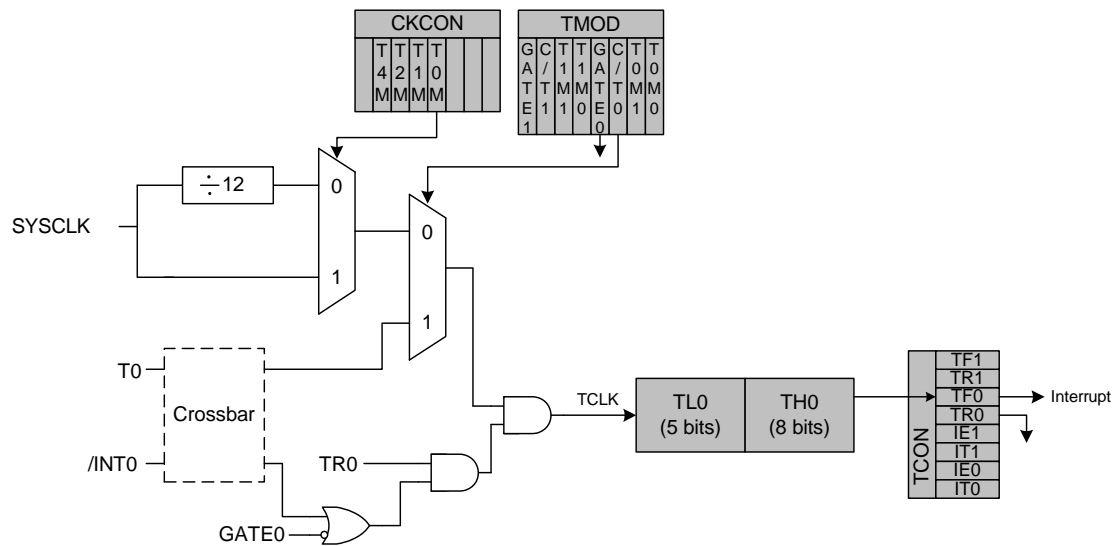 CKCON
TMOD
T4M
T2M
T1M
T0M
GATE1
C/T1
T1M1
T1M0
GATE0
C/T0
T0M1
T0M0
÷ 12
0
SYSCLK
0
1
1
T0
Crossbar
TCLK
TL0
(5 bits)
TH0
(8 bits)
TCON
TF1
TR1
TF0
TR0
IE1
IT1
IE0
IT0
Interrupt
/INT0
TR0
GATE0